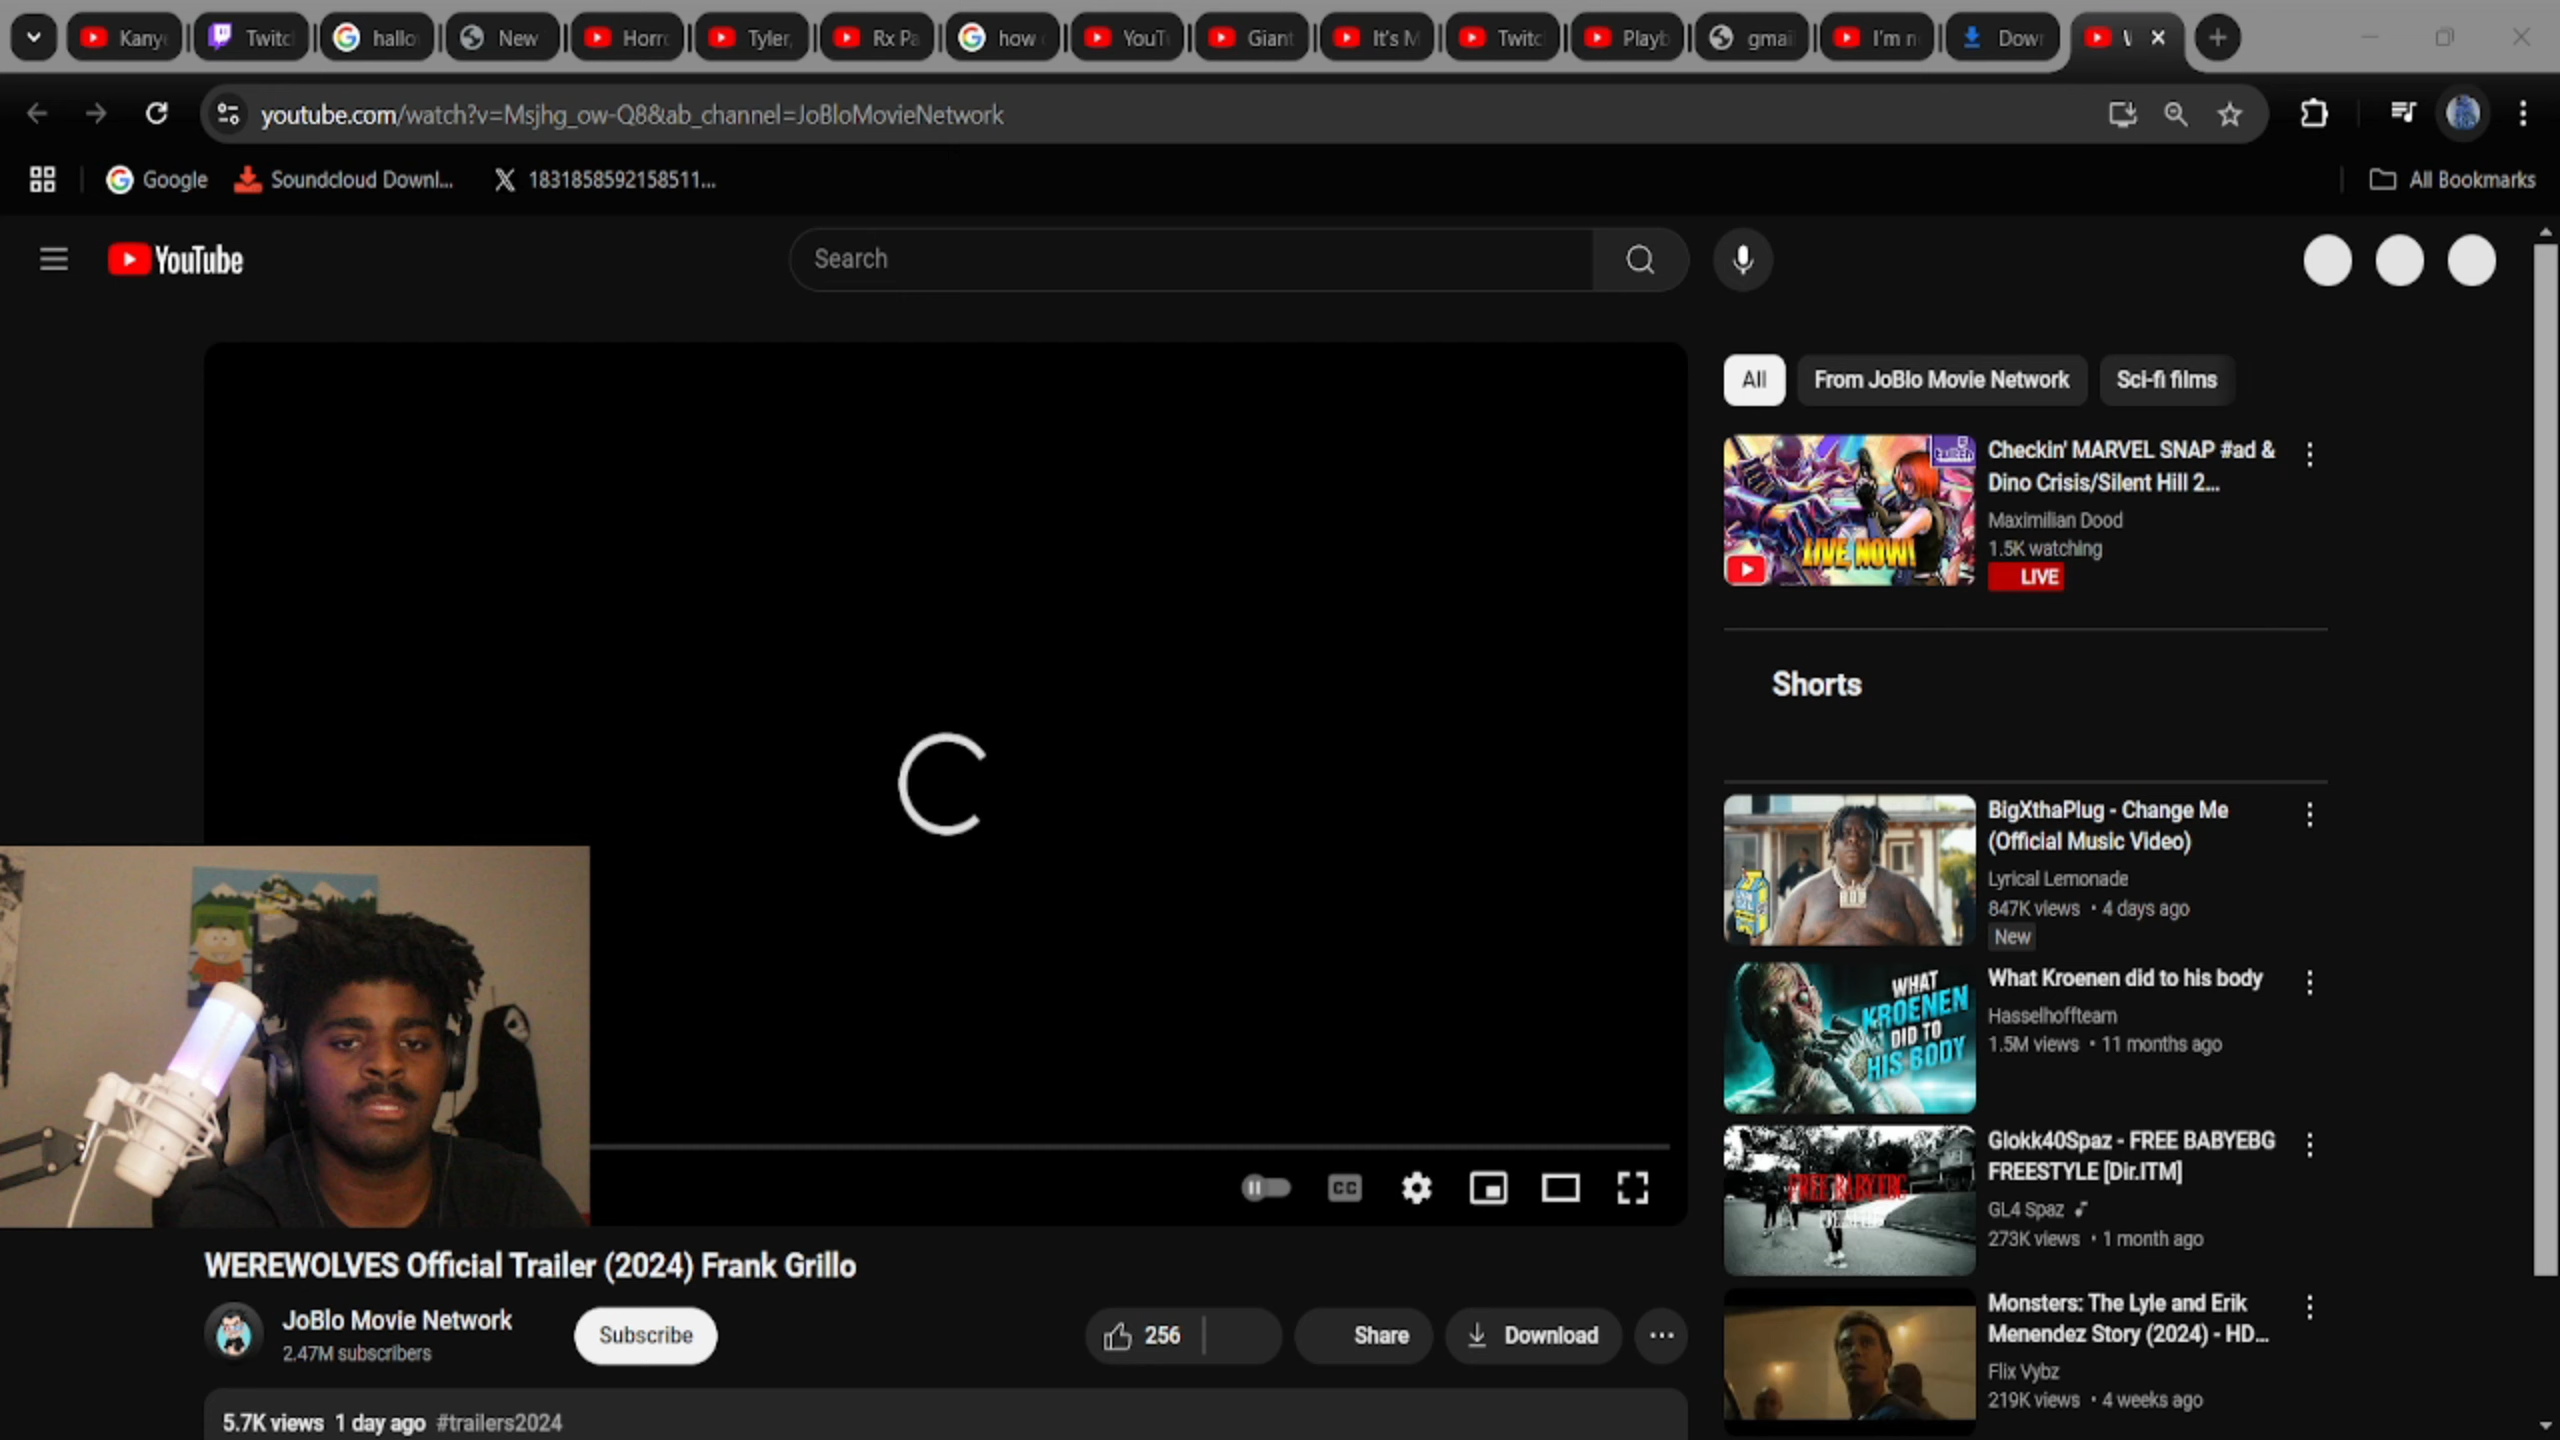 Kany
Twitc
hallo
New
Horro
Tyler,
Rx Pa
how
YouT
Giant
It's M
Twitc
Playb
gmai
I'm n
Down
youtube.com/watch?v=Msjhg_ow-Q8&ab_channel=JoBloMovieNetwork
Google
Soundcloud Downl...
1831858592158511...
All Bookmarks
YouTube
Search
All
From JoBlo Movie Network
Sci-fi films
twitch
LIVE NOW!
Checkin' MARVEL SNAP #ad &
Dino Crisis/Silent Hill 2...
Maximilian Dood
1.5K watching
LIVE
Shorts
BigXthaPlug - Change Me
(Official Music Video)
Lyrical Lemonade
847K views • 4 days ago
New
WHAT
KROENEN
DID TO
HIS BODY
What Kroenen did to his body
Hasselhoffteam
1.5M views • 11 months ago
FREE BABYEBG
Glokk40Spaz - FREE BABYEBG
FREESTYLE [Dir.ITM]
GL4 Spaz
273K views • 1 month ago
Monsters: The Lyle and Erik
Menendez Story (2024) - HD...
Flix Vybz
219K views • 4 weeks ago
CC
WEREWOLVES Official Trailer (2024) Frank Grillo
JoBlo Movie Network
2.47M subscribers
Subscribe
256
Share
Download
5.7K views 1 day ago #trailers2024